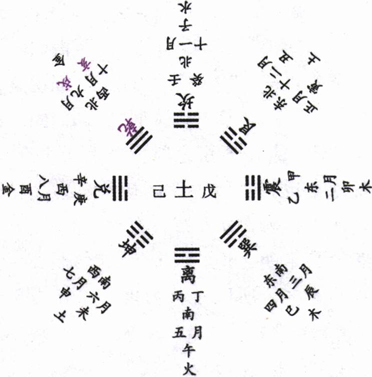 坎
壬癸
北
十一月
子
水
艮
东北
十二月
正月
丑
寅
土
震
甲
乙
东
二月
卯
木
巽
东南
三月
四月
辰
巳
木
离
丙丁
南
五月
午
火
坤
西南
六月
七月
未
申
土
兑
庚
辛
西
八月
酉
金
乾
西北
九月
十月
戌
亥
金
己 土 戊